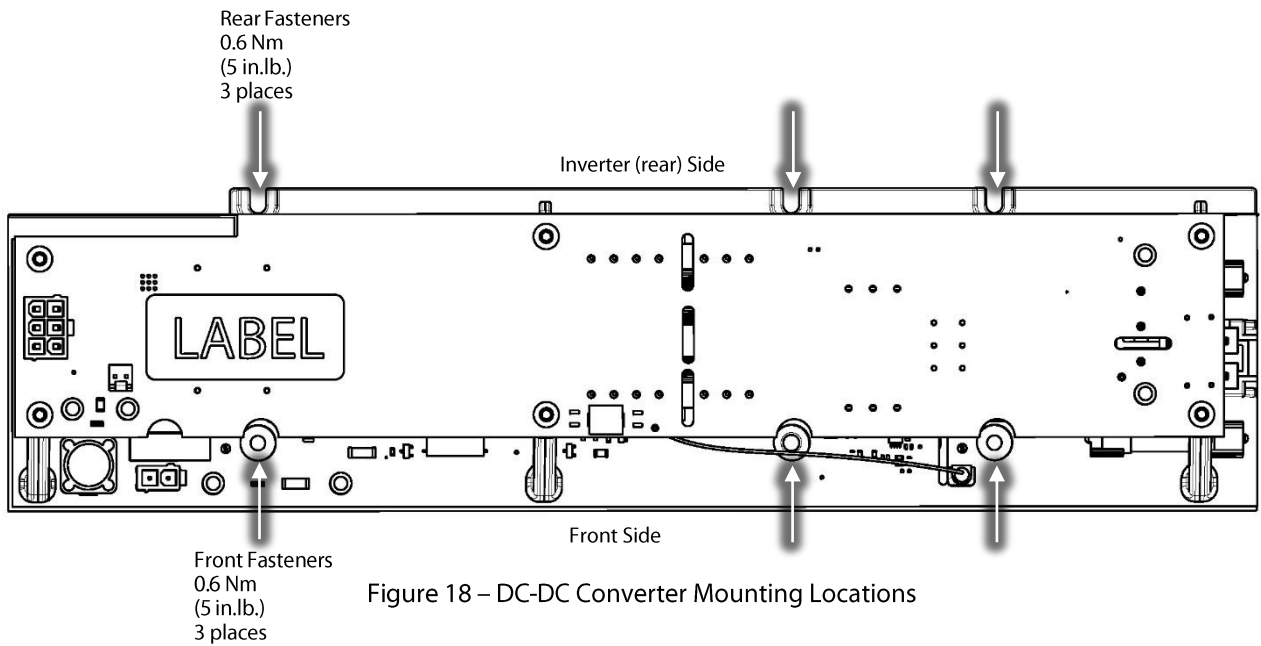 Rear Fasteners
0.6 Nm
(5 in.lb.)
3 places
Inverter (rear) Side
LABEL
Front Side
Front Fasteners
0.6 Nm
(5 in.lb.)
3 places
Figure 18 – DC-DC Converter Mounting Locations